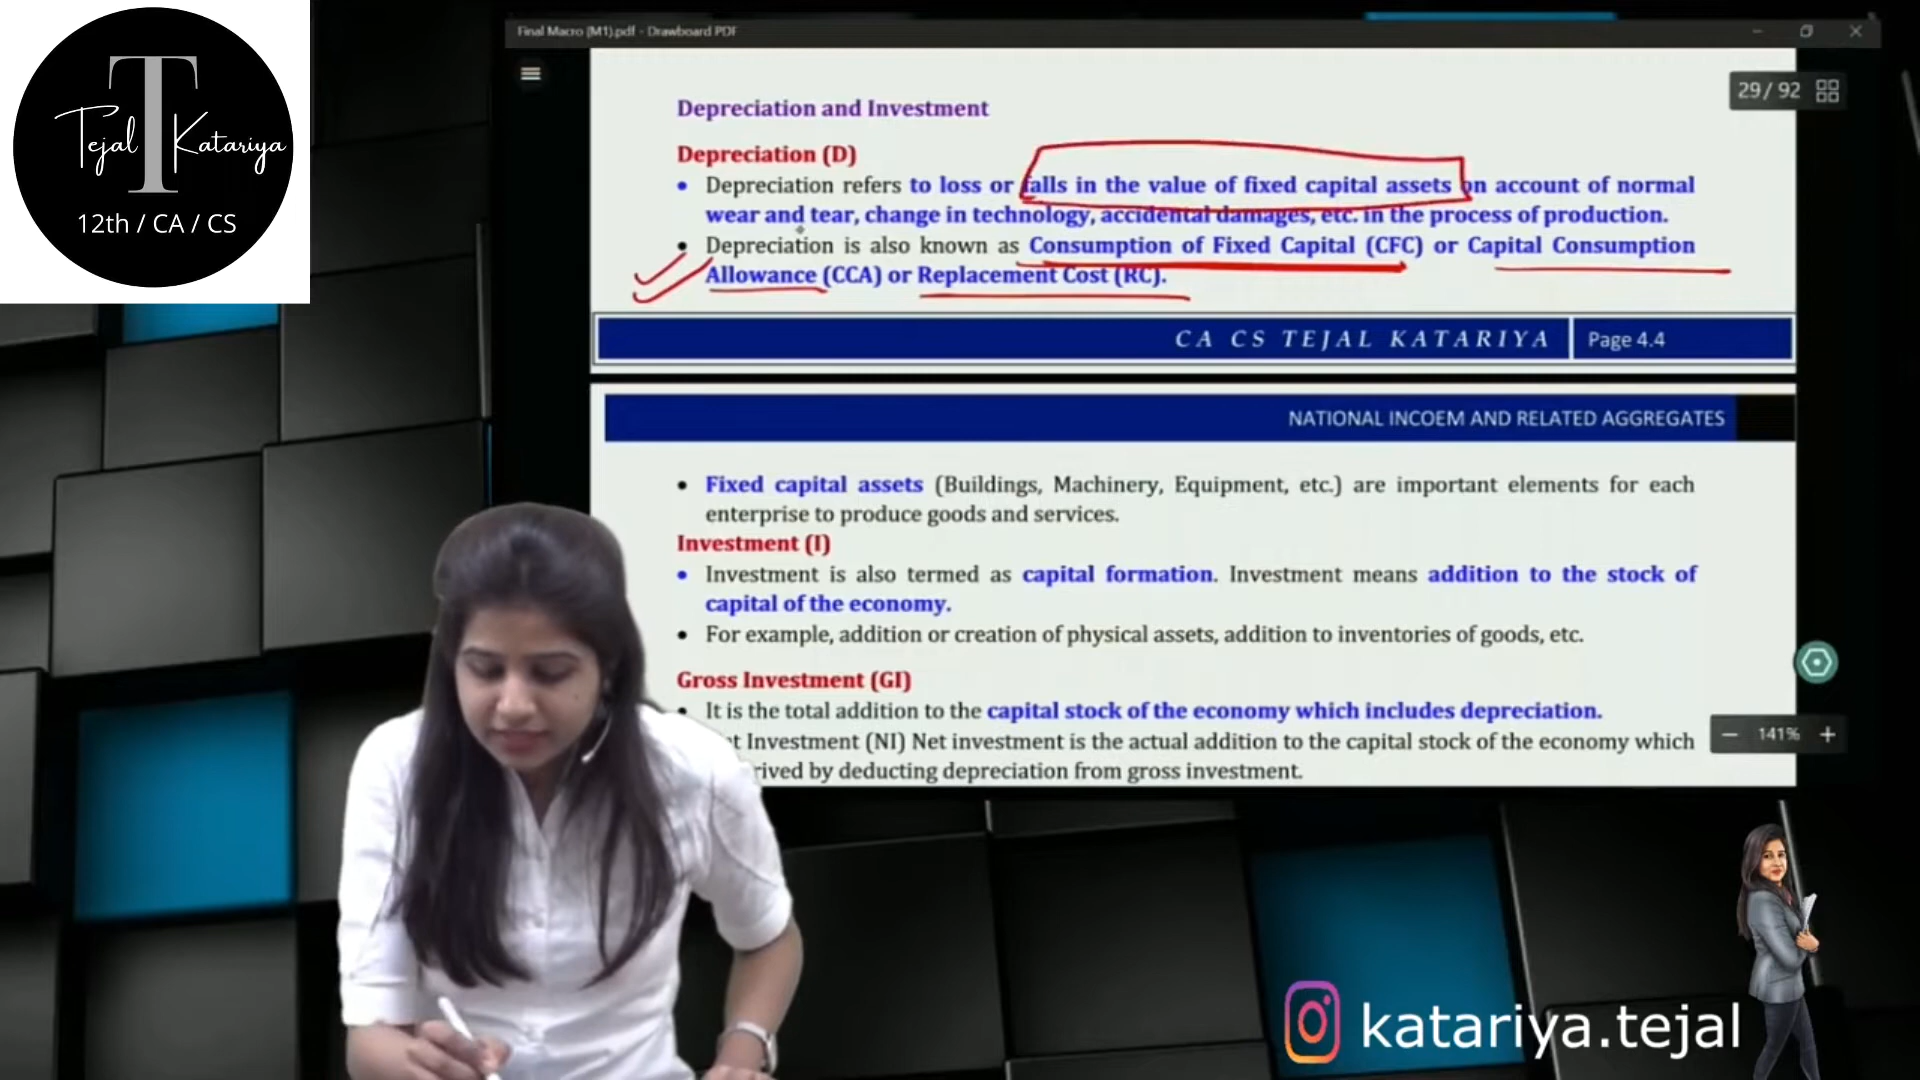 T
Tejal Katariya
12th / CA / CS
Final Macro (M1).pdf - Drawboard PDF
29 / 92
Depreciation and Investment
Depreciation (D)
• Depreciation refers to loss or falls in the value of fixed capital assets on account of normal
wear and tear, change in technology, accidental damages, etc. in the process of production.
• Depreciation is also known as Consumption of Fixed Capital (CFC) or Capital Consumption
Allowance (CCA) or Replacement Cost (RC).
CA CS TEJAL KATARIYA
Page 4.4
NATIONAL INCOEM AND RELATED AGGREGATES
• Fixed capital assets (Buildings, Machinery, Equipment, etc.) are important elements for each
enterprise to produce goods and services.
Investment (I)
• Investment is also termed as capital formation. Investment means addition to the stock of
capital of the economy.
• For example, addition or creation of physical assets, addition to inventories of goods, etc.
Gross Investment (GI)
• It is the total addition to the capital stock of the economy which includes depreciation.
Investment (NI) Net investment is the actual addition to the capital stock of the economy which
by deducting depreciation from gross investment.
141%
katariya.tejal